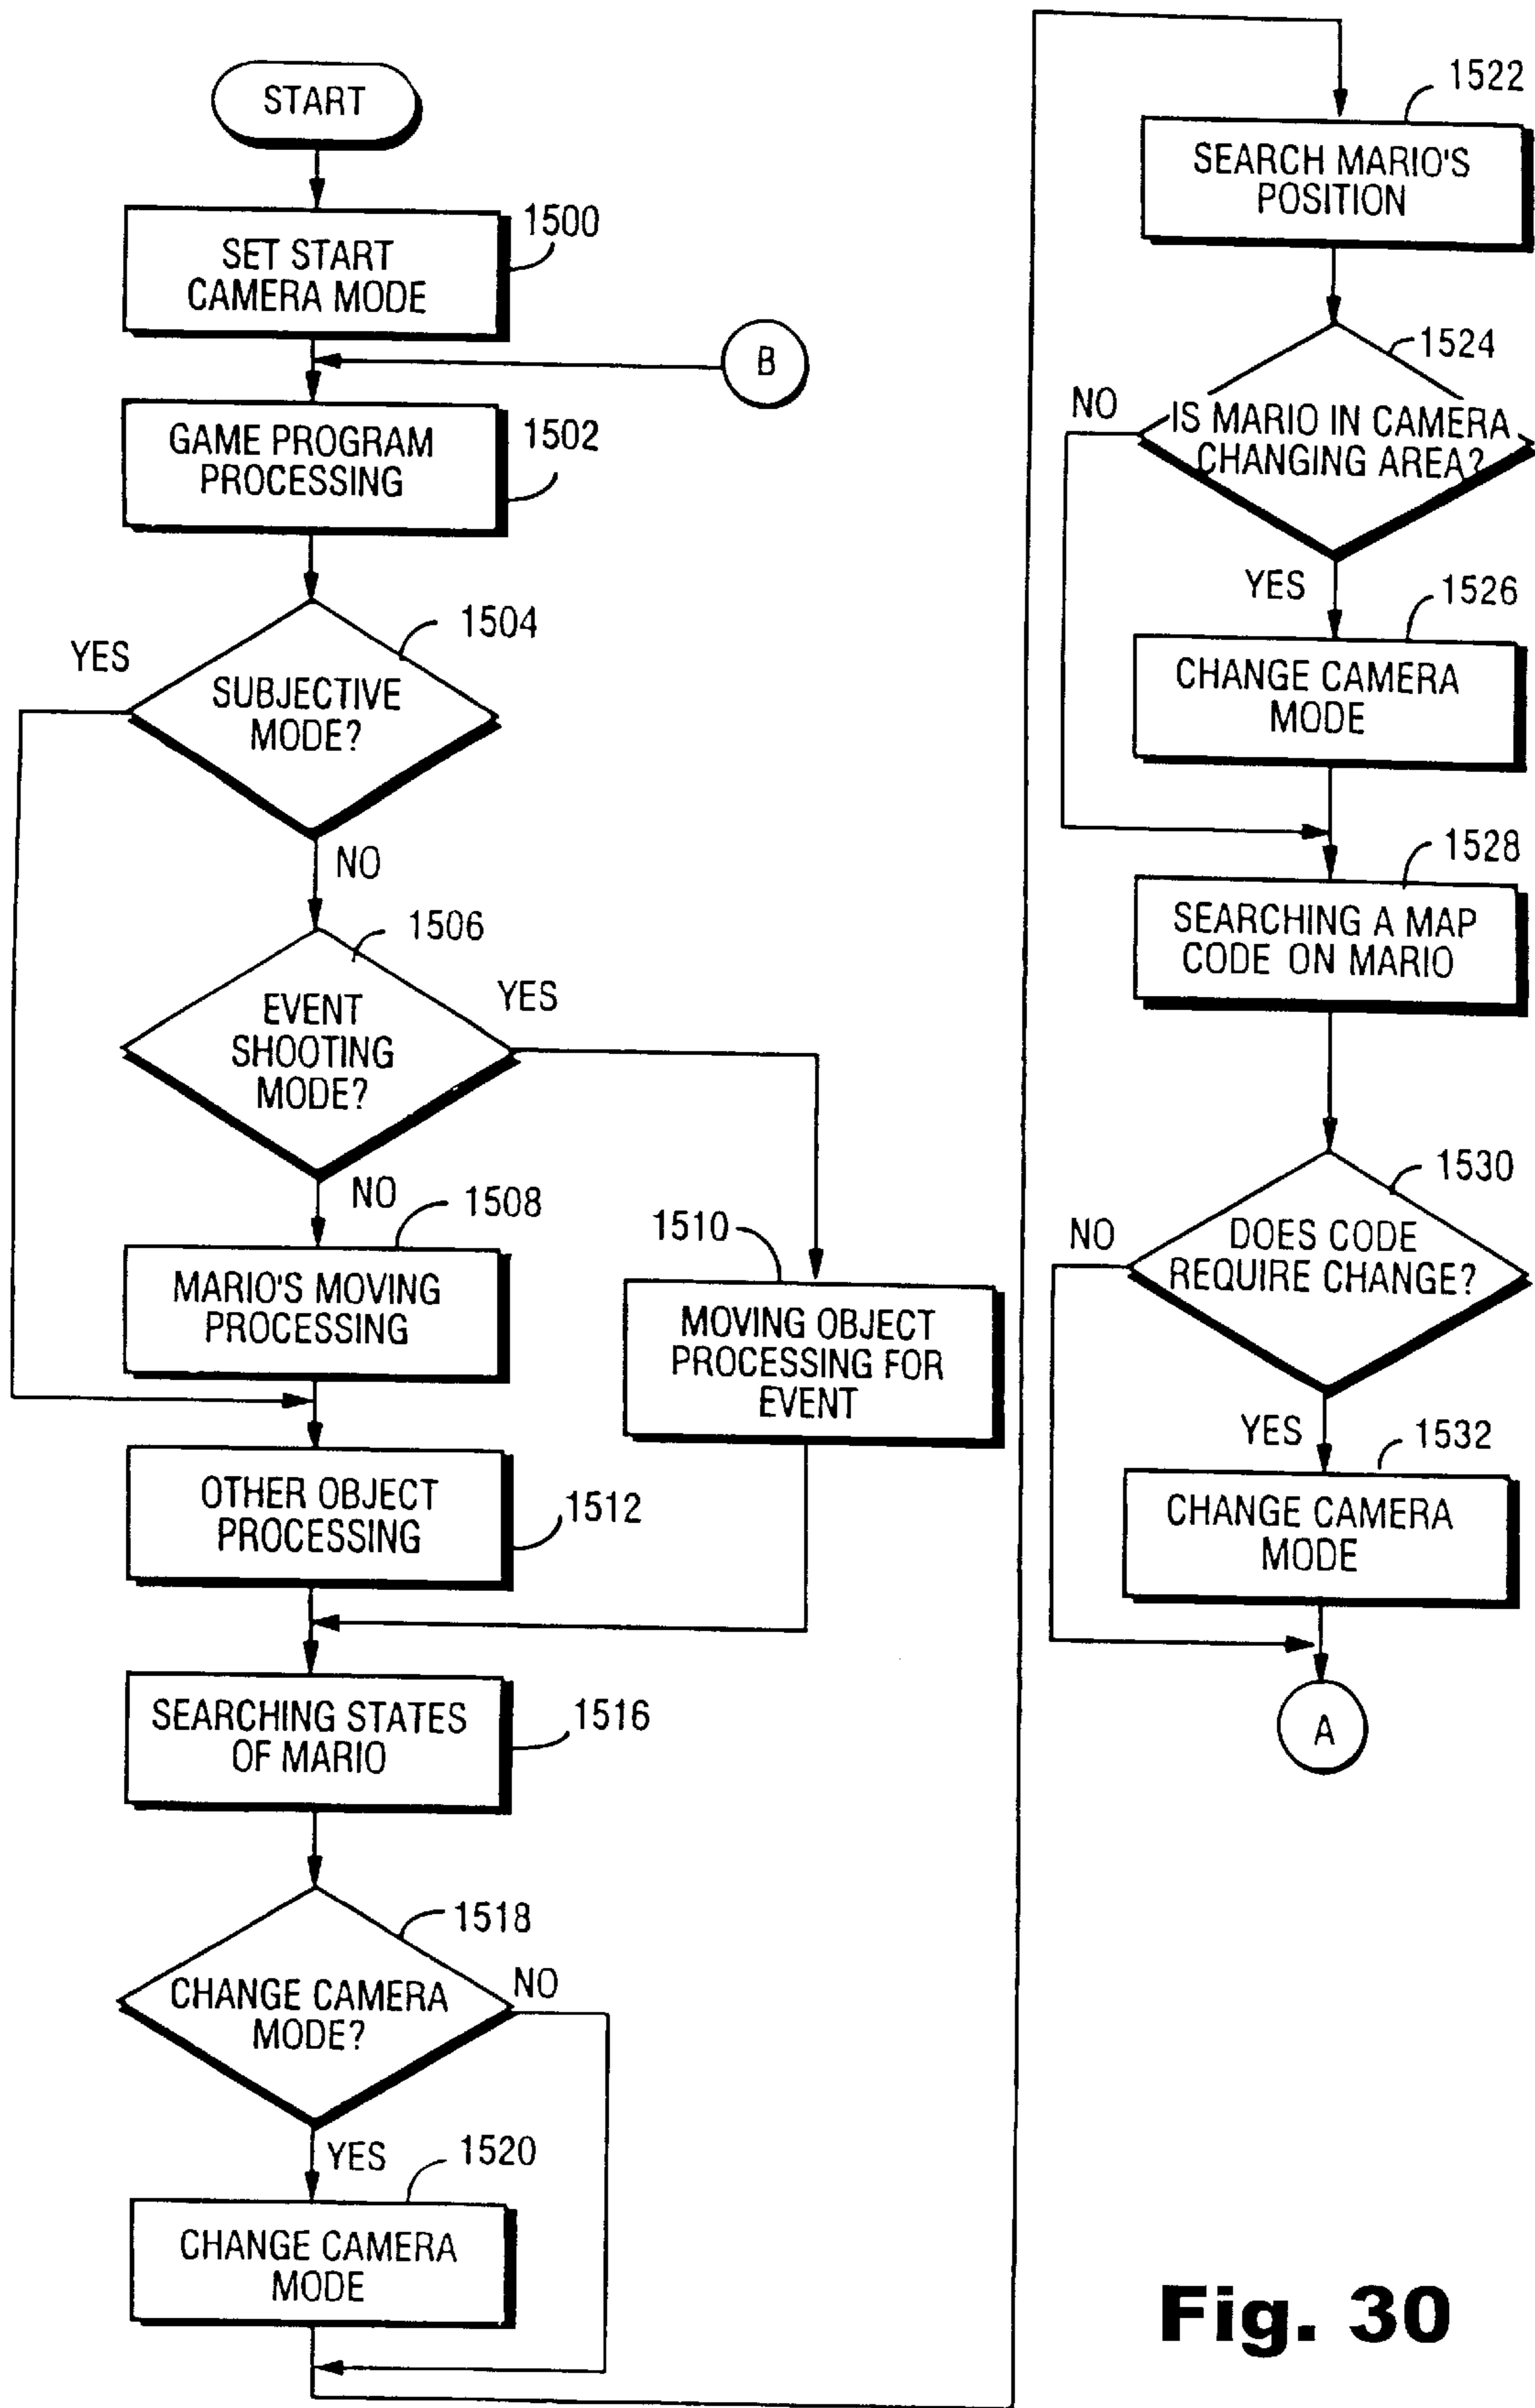 START
SET START
CAMERA MODE
1500
B
GAME PROGRAM
PROCESSING
1502
YES
1504
SUBJECTIVE
MODE?
NO
1506
EVENT
SHOOTING
MODE?
YES
NO
1508
MARIO'S MOVING
PROCESSING
1510
MOVING OBJECT
PROCESSING FOR
EVENT
OTHER OBJECT
PROCESSING
1512
SEARCHING STATES
OF MARIO
1516
1518
CHANGE CAMERA
MODE?
NO
YES
1520
CHANGE CAMERA
MODE
1522
SEARCH MARIO'S
POSITION
1524
NO
IS MARIO IN CAMERA
CHANGING AREA?
YES
1526
CHANGE CAMERA
MODE
1528
SEARCHING A MAP
CODE ON MARIO
1530
NO
DOES CODE
REQUIRE CHANGE?
YES
1532
CHANGE CAMERA
MODE
A
Fig. 30